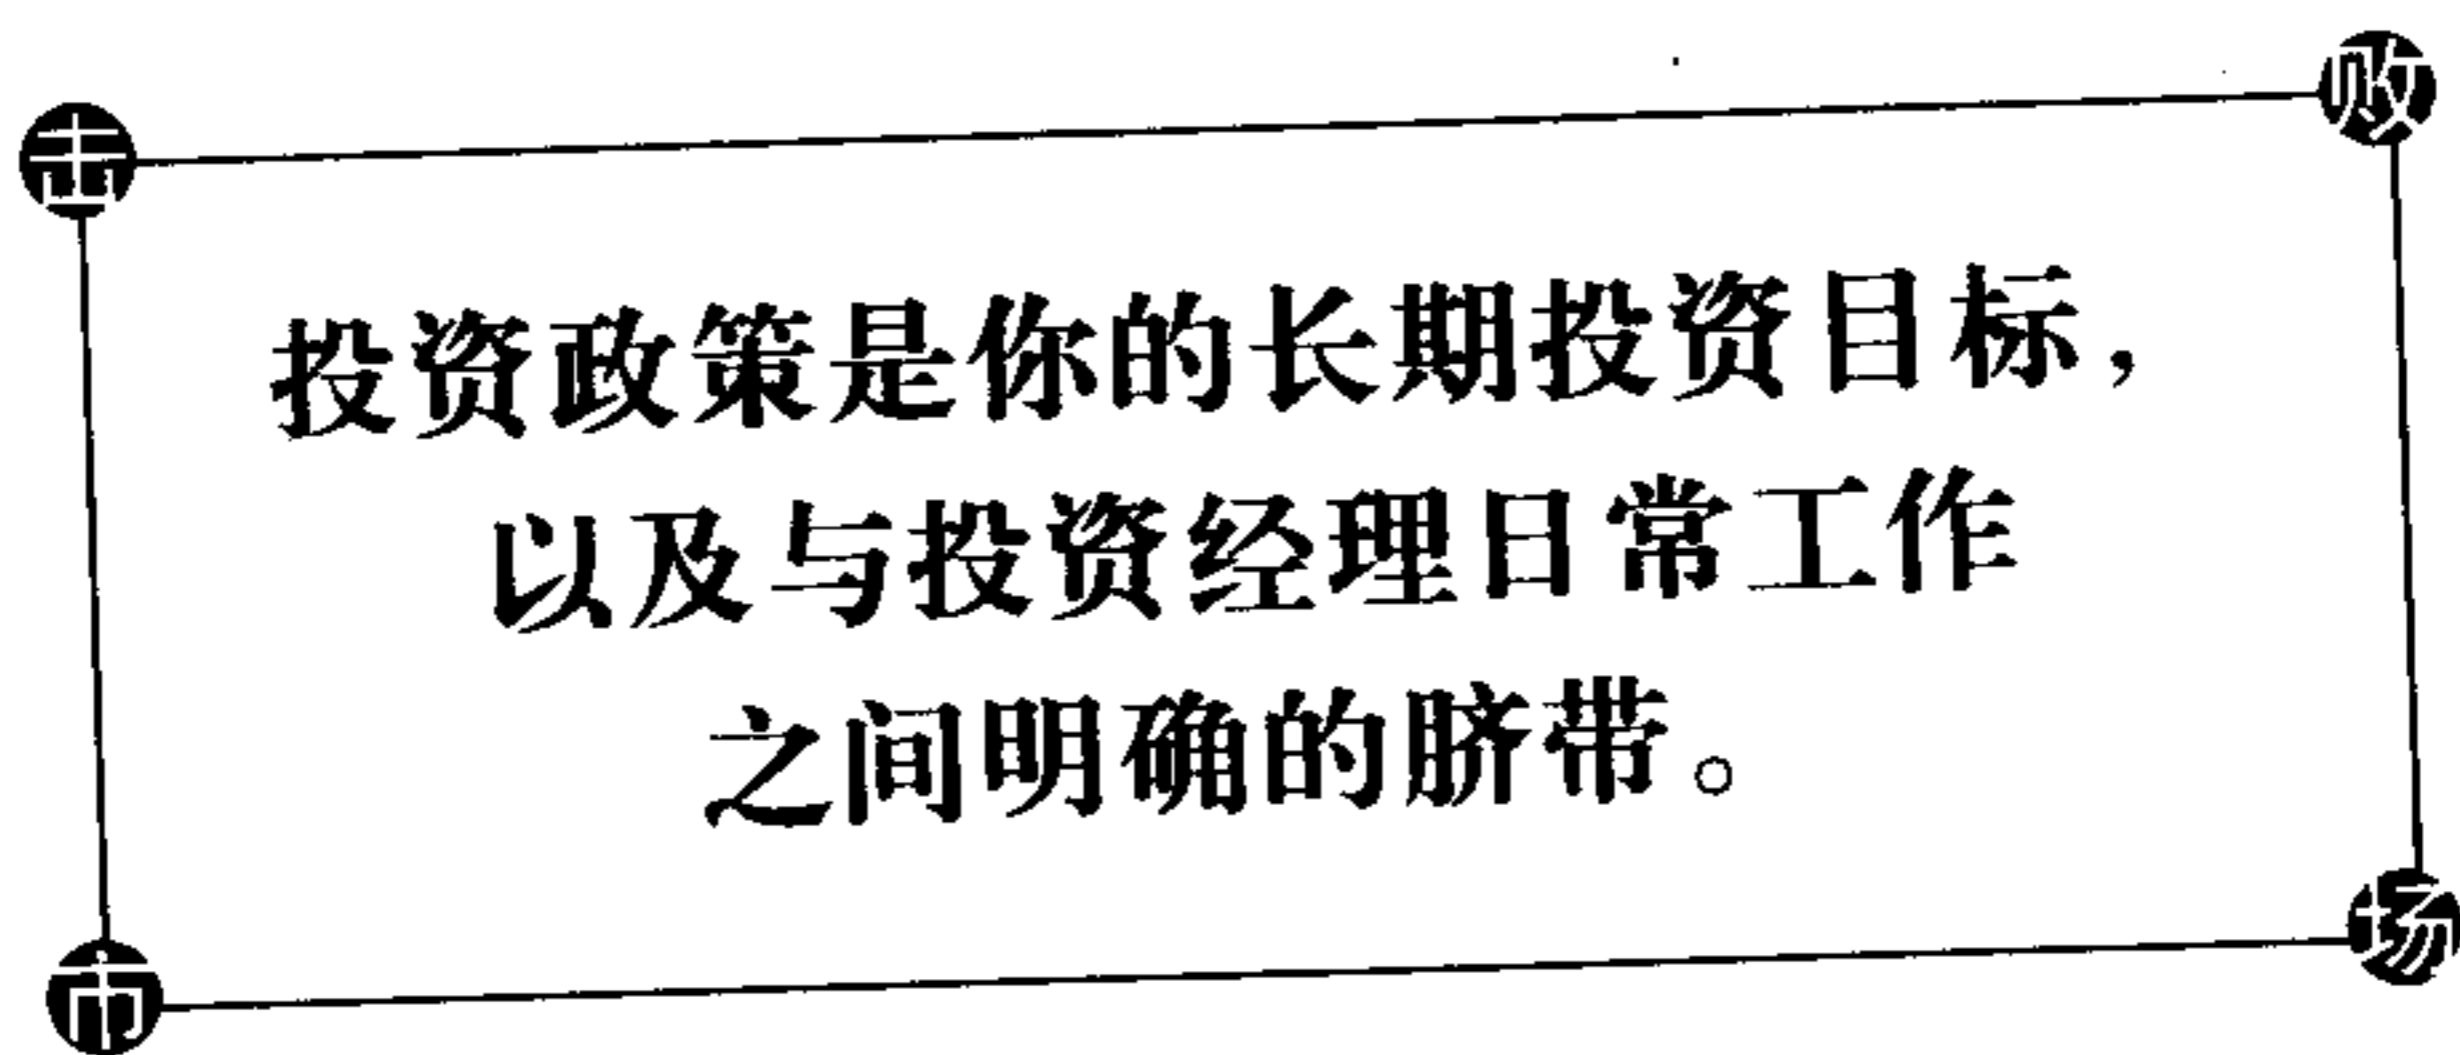 击 败
投资政策是你的长期投资目标，
以及与投资经理日常工作
之间明确的脐带。
市 场